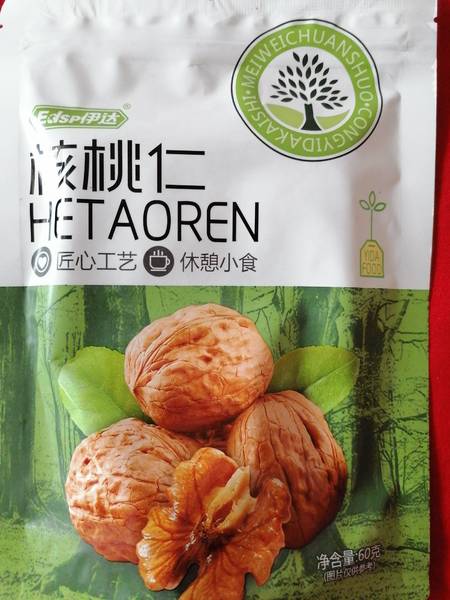 MEIWEICHUANSHUO·CONGYIDAKAISHI·
Edsp伊达®
核桃仁
HETAOREN
匠心工艺 休憩小食
YIDA
FOOD
净含量:60克
(图片仅供参考)